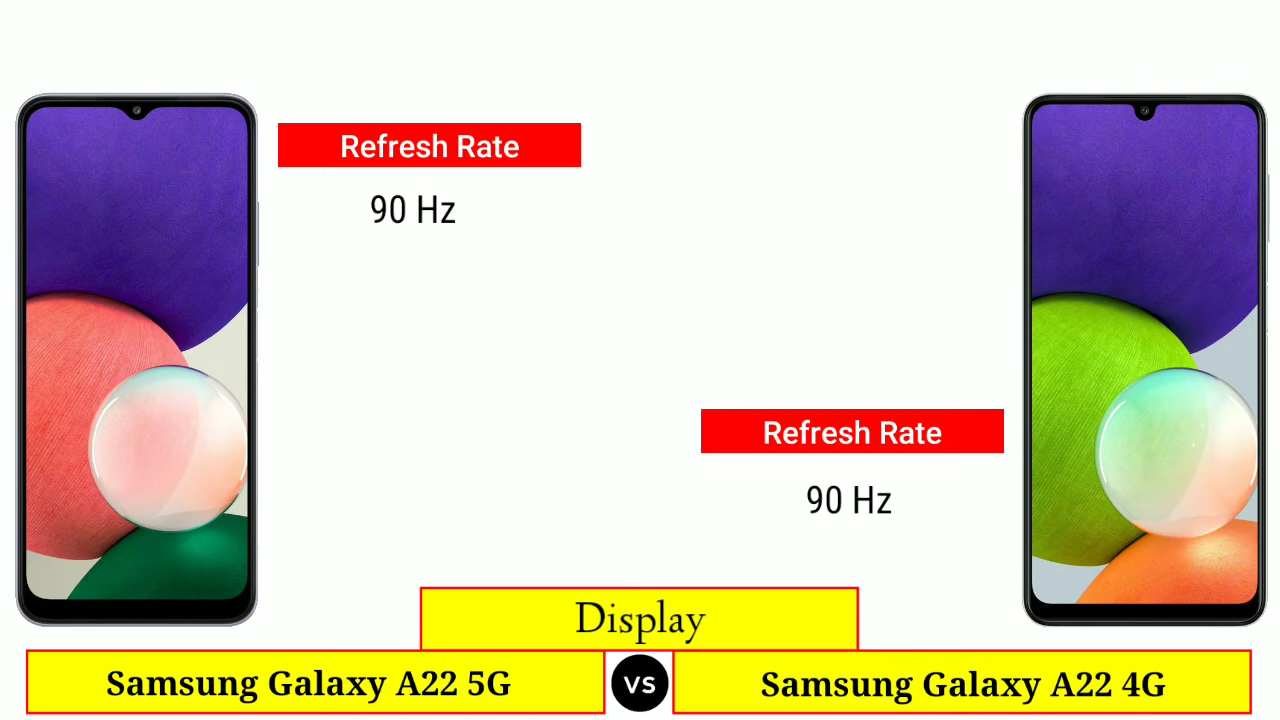 Refresh Rate
90 Hz
Refresh Rate
90 Hz
Display
Samsung Galaxy A22 5G
vs
Samsung Galaxy A22 4G